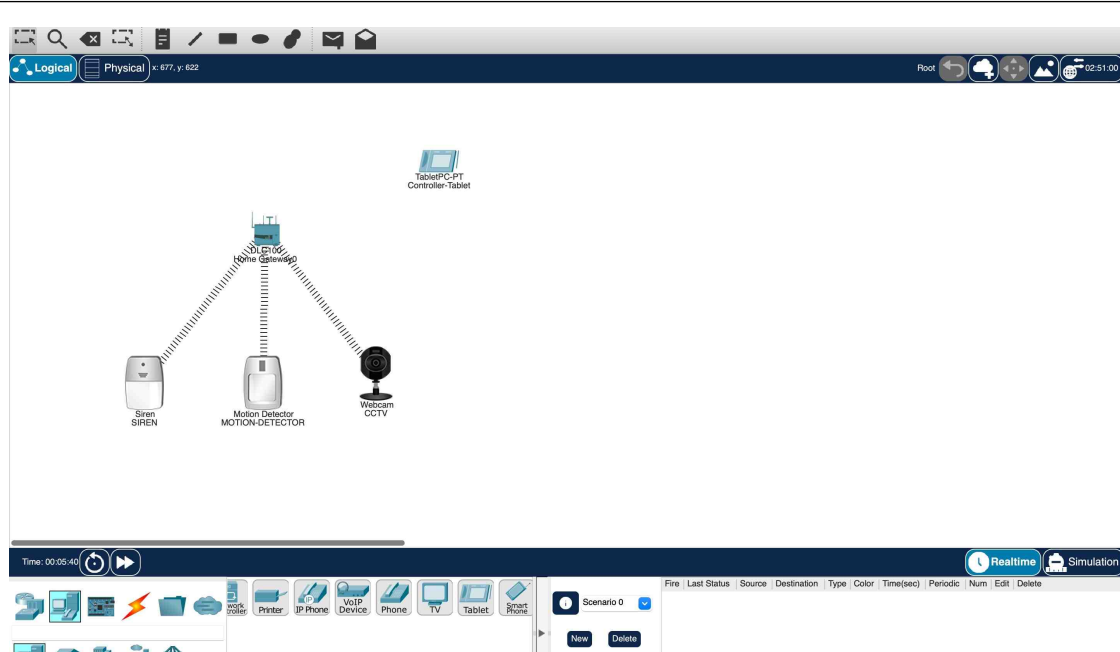 Logical Physical x: 677, y: 622 Root 02:51:00
TabletPC-PT
Controller-Tablet
DLC100
Home Gateway0
Siren
SIREN
Motion Detector
MOTION-DETECTOR
Webcam
CCTV
Time: 00:05:40 Realtime Simulation
Printer IP Phone VoIP Device Phone TV Tablet Smart Phone
IP
Scenario 0
New Delete
Fire Last Status Source Destination Type Color Time(sec) Periodic Num Edit Delete